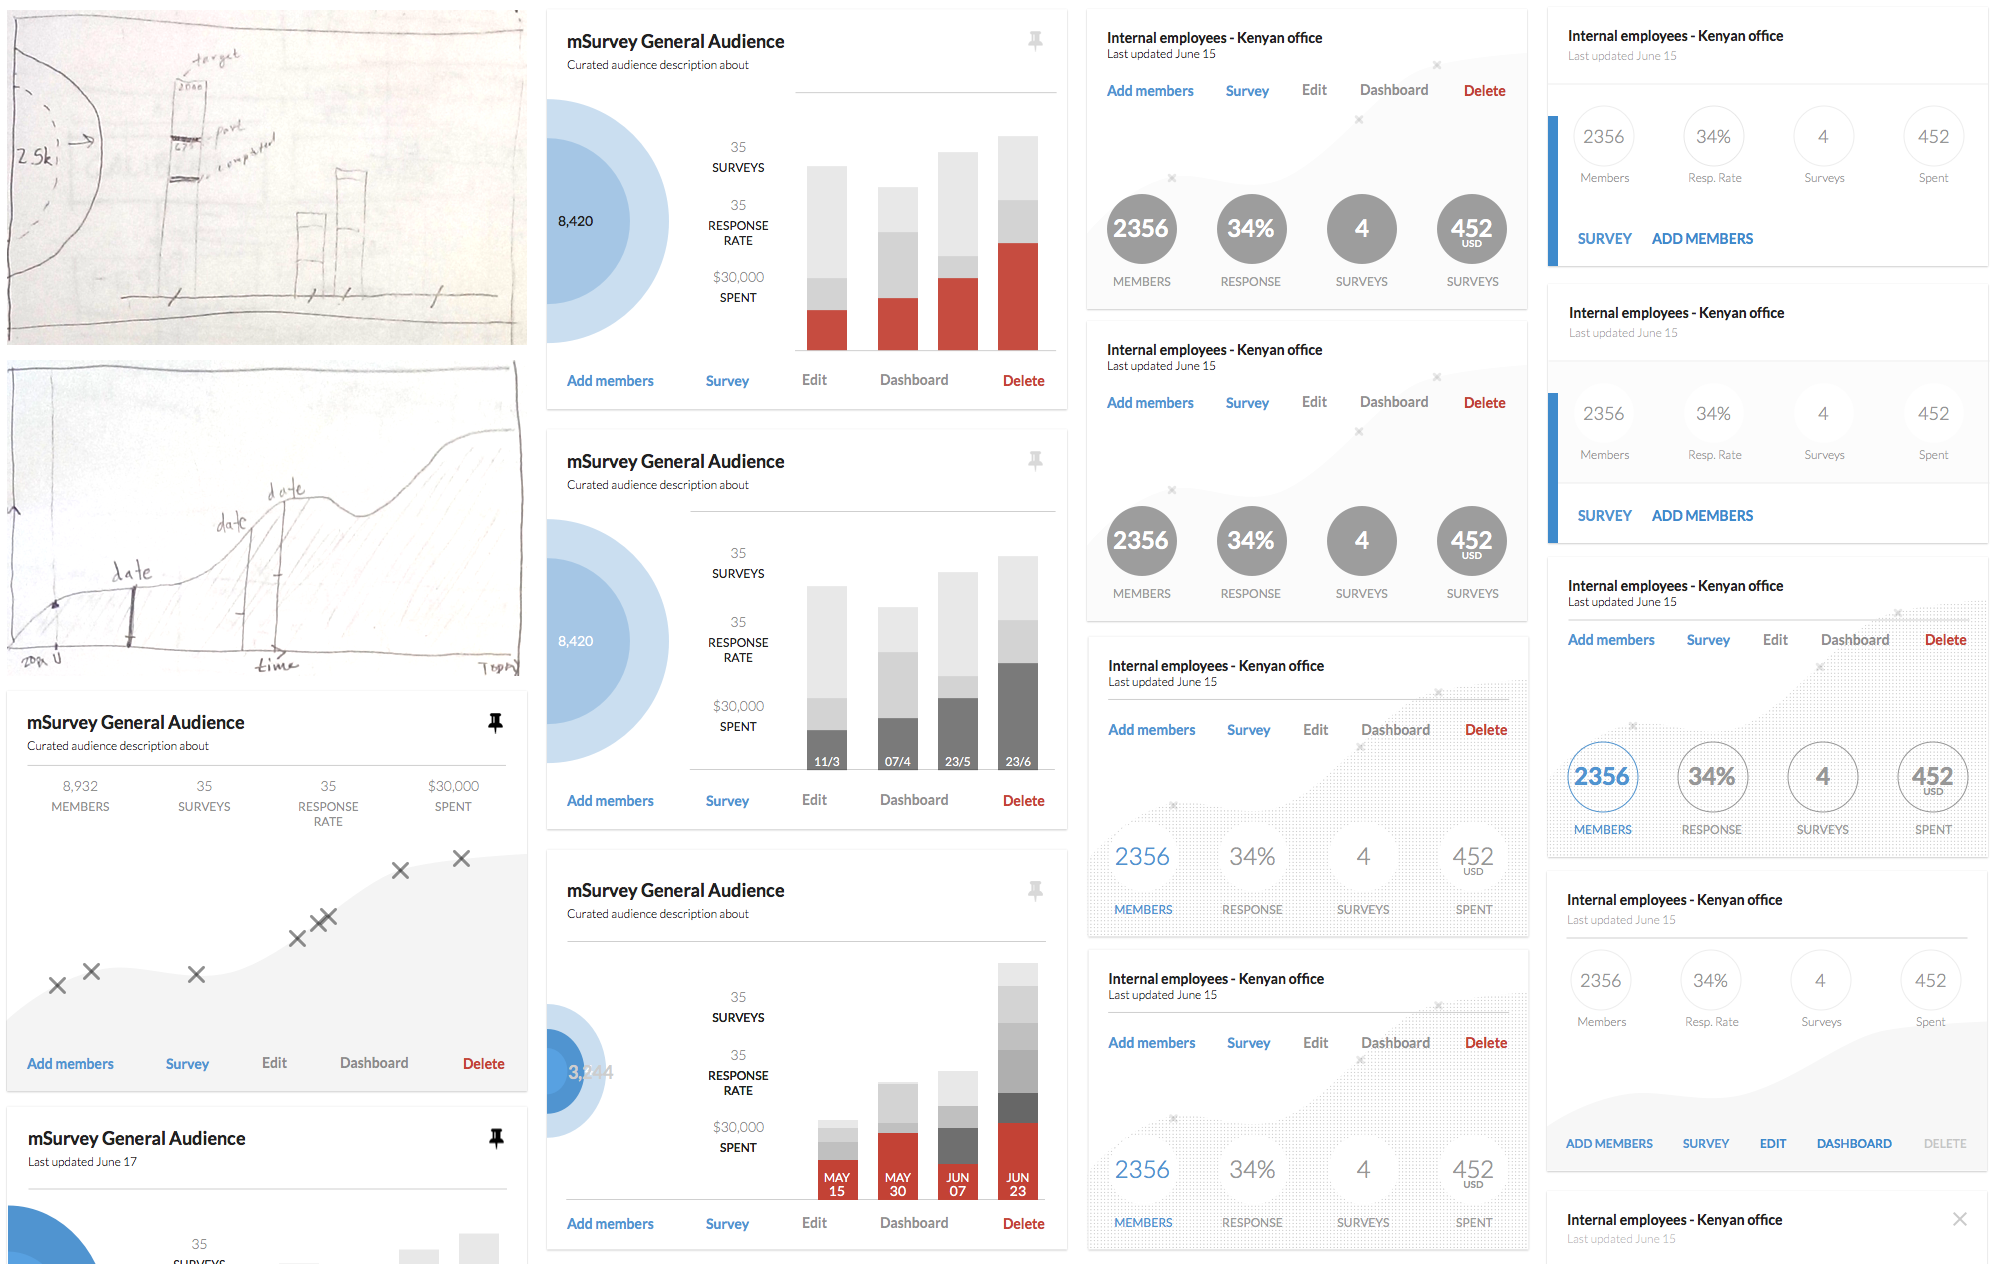 target
2000
part
675
completed
2.5k
date
date
date
time
mSurvey General Audience
Curated audience description about
8,932
MEMBERS
35
SURVEYS
35
RESPONSE
RATE
$30,000
SPENT
Add members
Survey
Edit
Dashboard
Delete
mSurvey General Audience
Last updated June 17
35
SURVEYS
mSurvey General Audience
Curated audience description about
8,420
35
SURVEYS
35
RESPONSE
RATE
$30,000
SPENT
Add members
Survey
Edit
Dashboard
Delete
mSurvey General Audience
Curated audience description about
8,420
35
SURVEYS
35
RESPONSE
RATE
$30,000
SPENT
11/3
07/4
23/5
23/6
Add members
Survey
Edit
Dashboard
Delete
mSurvey General Audience
Curated audience description about
3,244
35
SURVEYS
35
RESPONSE
RATE
$30,000
SPENT
MAY
15
MAY
30
JUN
07
JUN
23
Add members
Survey
Edit
Dashboard
Delete
Internal employees - Kenyan office
Last updated June 15
Add members
Survey
Edit
Dashboard
Delete
2356
MEMBERS
34%
RESPONSE
4
SURVEYS
452
USD
SURVEYS
Internal employees - Kenyan office
Last updated June 15
Add members
Survey
Edit
Dashboard
Delete
2356
MEMBERS
34%
RESPONSE
4
SURVEYS
452
USD
SURVEYS
Internal employees - Kenyan office
Last updated June 15
Add members
Survey
Edit
Dashboard
Delete
2356
MEMBERS
34%
RESPONSE
4
SURVEYS
452
USD
SPENT
Internal employees - Kenyan office
Last updated June 15
Add members
Survey
Edit
Dashboard
Delete
2356
MEMBERS
34%
RESPONSE
4
SURVEYS
452
USD
SPENT
Internal employees - Kenyan office
Last updated June 15
2356
Members
34%
Resp. Rate
4
Surveys
452
Spent
SURVEY
ADD MEMBERS
Internal employees - Kenyan office
Last updated June 15
2356
Members
34%
Resp. Rate
4
Surveys
452
Spent
SURVEY
ADD MEMBERS
Internal employees - Kenyan office
Last updated June 15
Add members
Survey
Edit
Dashboard
Delete
2356
MEMBERS
34%
RESPONSE
4
SURVEYS
452
USD
SPENT
Internal employees - Kenyan office
Last updated June 15
2356
Members
34%
Resp. Rate
4
Surveys
452
Spent
ADD MEMBERS
SURVEY
EDIT
DASHBOARD
DELETE
Internal employees - Kenyan office
Last updated June 15